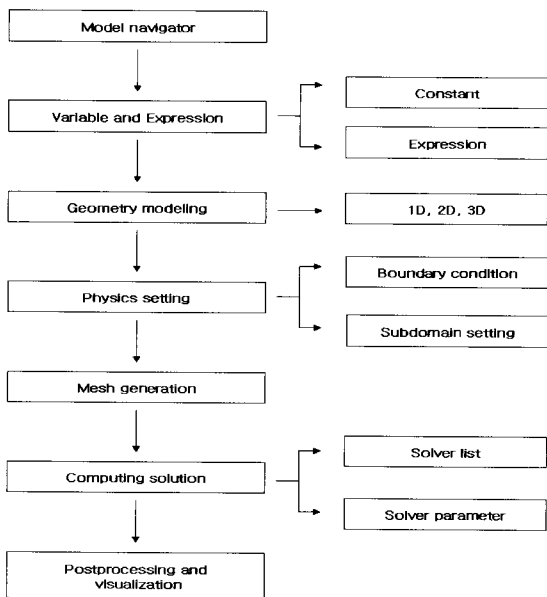 Model navigator
Variable and Expression
Constant
Expression
Geometry modeling
1D, 2D, 3D
Physics setting
Boundary condition
Subdomain setting
Mesh generation
Computing solution
Solver list
Solver parameter
Postprocessing and
visualization